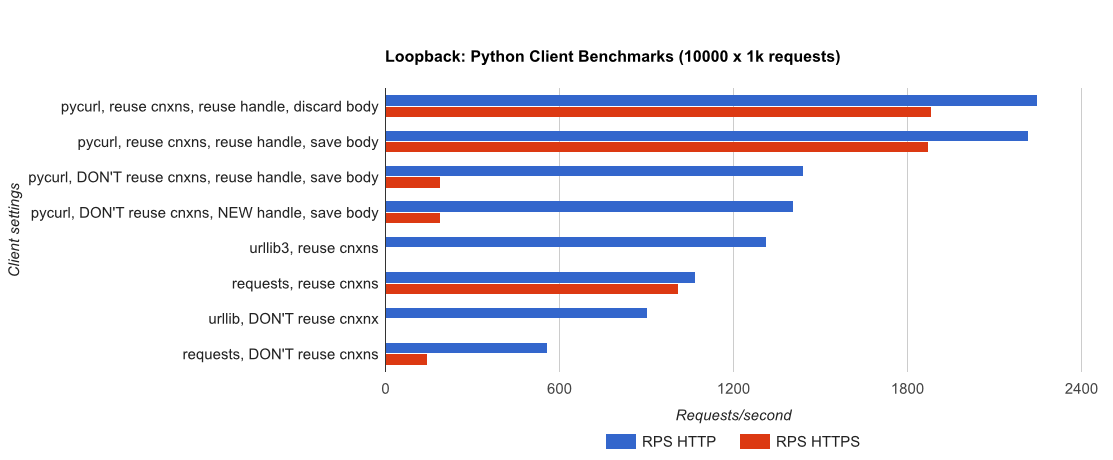 Loopback: Python Client Benchmarks (10000 x 1k requests)
Client settings
pycurl, reuse cnxns, reuse handle, discard body
pycurl, reuse cnxns, reuse handle, save body
pycurl, DON'T reuse cnxns, reuse handle, save body
pycurl, DON'T reuse cnxns, NEW handle, save body
urllib3, reuse cnxns
requests, reuse cnxns
urllib, DON'T reuse cnxnx
requests, DON'T reuse cnxns
0 600 1200 1800 2400
Requests/second
RPS HTTP RPS HTTPS